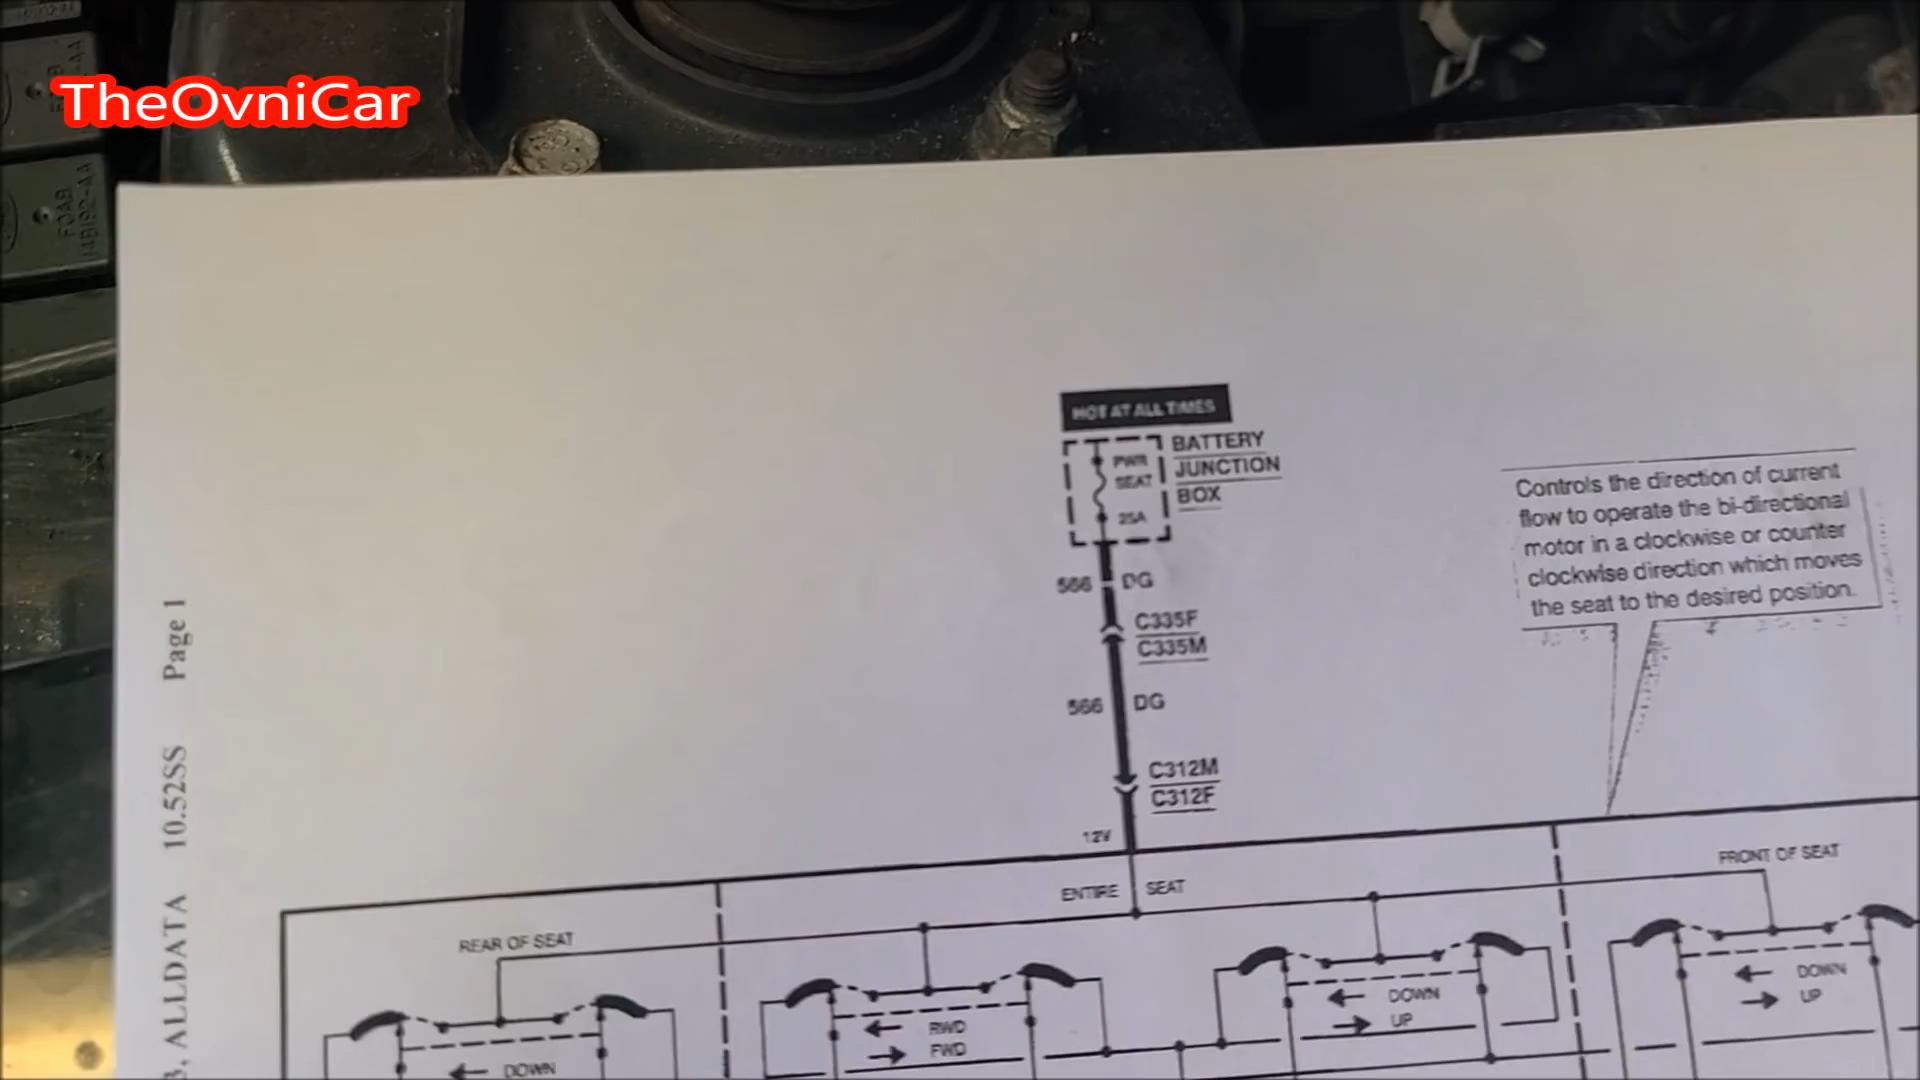 TheOvniCar
F0AB
14B192-AA
HOT AT ALL TIMES
BATTERY
JUNCTION
BOX
PWR
SEAT
Controls the direction of current
flow to operate the bi-directional
motor in a clockwise or counter
clockwise direction which moves
the seat to the desired position.
566 DG
C335F
C335M
566 DG
C312M
C312F
12V
ENTIRE SEAT
REAR OF SEAT
FRONT OF SEAT
DOWN
RWD
FWD
DOWN
UP
DOWN
UP
ALLDATA 10.52SS Page 1